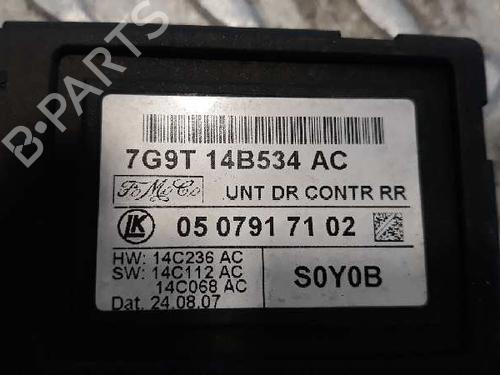 B-PARTS
7G9T 14B534 AC
FoMoCo UNT DR CONTR RR
LK 05 0791 71 02
HW: 14C236 AC
SW: 14C112 AC
14C068 AC
S0Y0B
Dat. 24.08.07